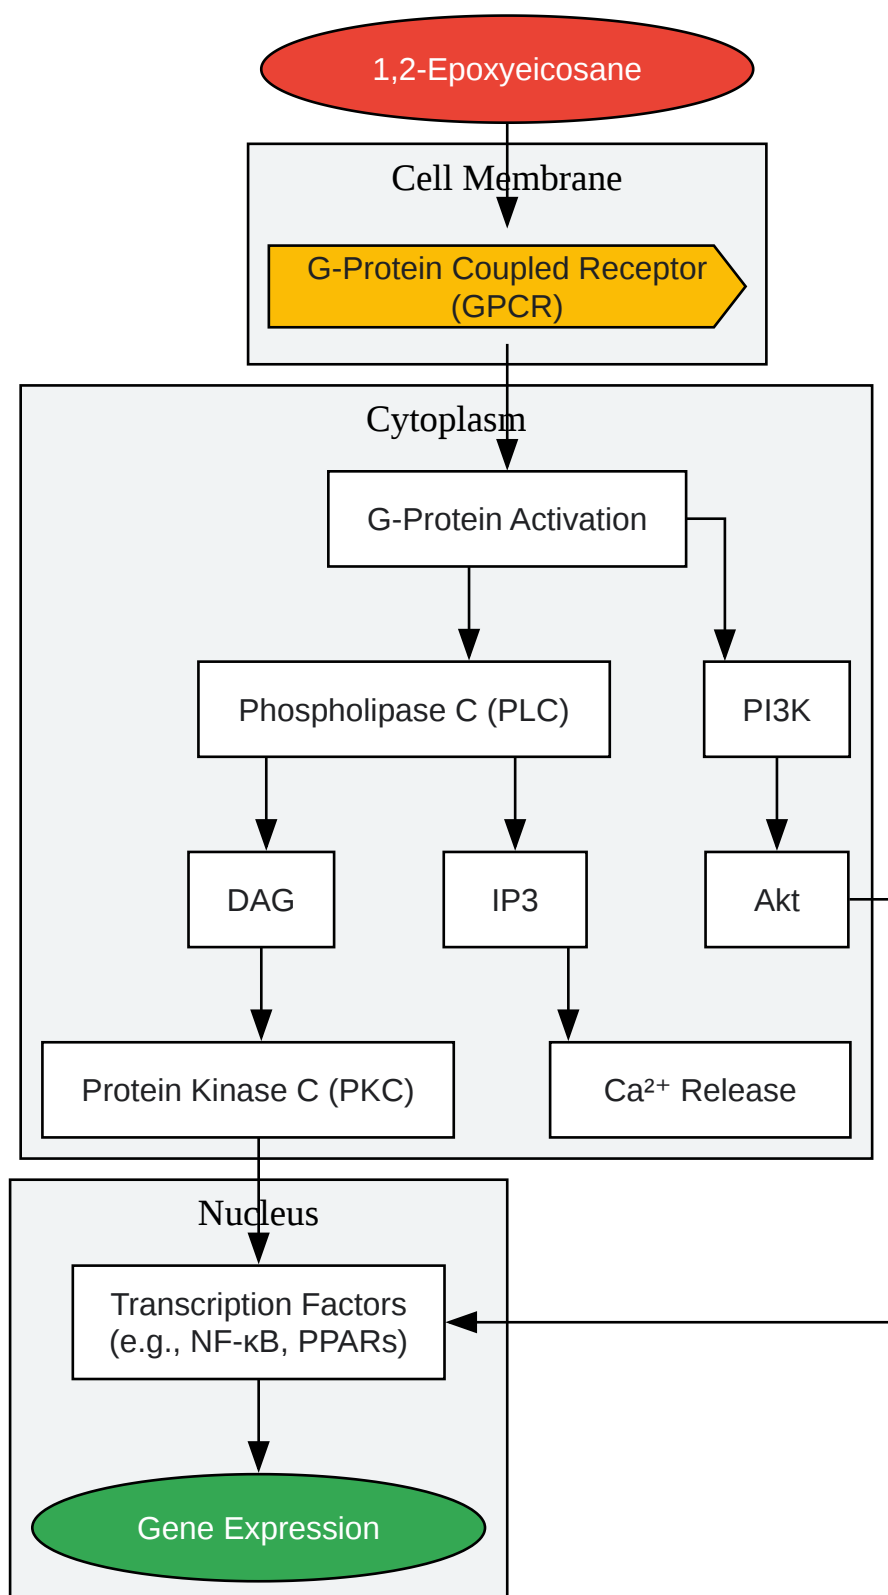 1,2-Epoxyeicosane
Cell Membrane
G-Protein Coupled Receptor
(GPCR)
Cytoplasm
G-Protein Activation
Phospholipase C (PLC)
PI3K
DAG
IP3
Akt
Protein Kinase C (PKC)
Ca²⁺ Release
Nucleus
Transcription Factors
(e.g., NF-κB, PPARs)
Gene Expression